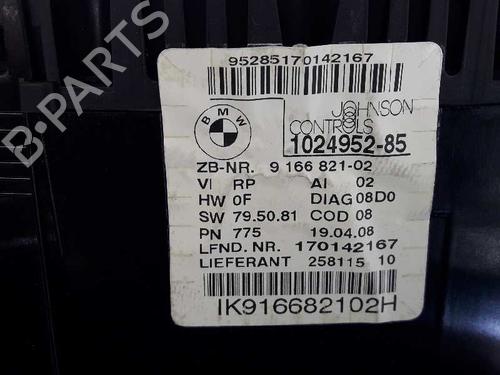 95285170142167
BMW
JOHNSON
CONTROLS
1024952-85
ZB-NR. 9 166 821-02
VI RP AI 02
HW 0F DIAG 08D0
SW 79.50.81 COD 08
PN 775 19.04.08
LFND. NR. 170142167
LIEFERANT 258115 10
IK916682102H
B-PARTS